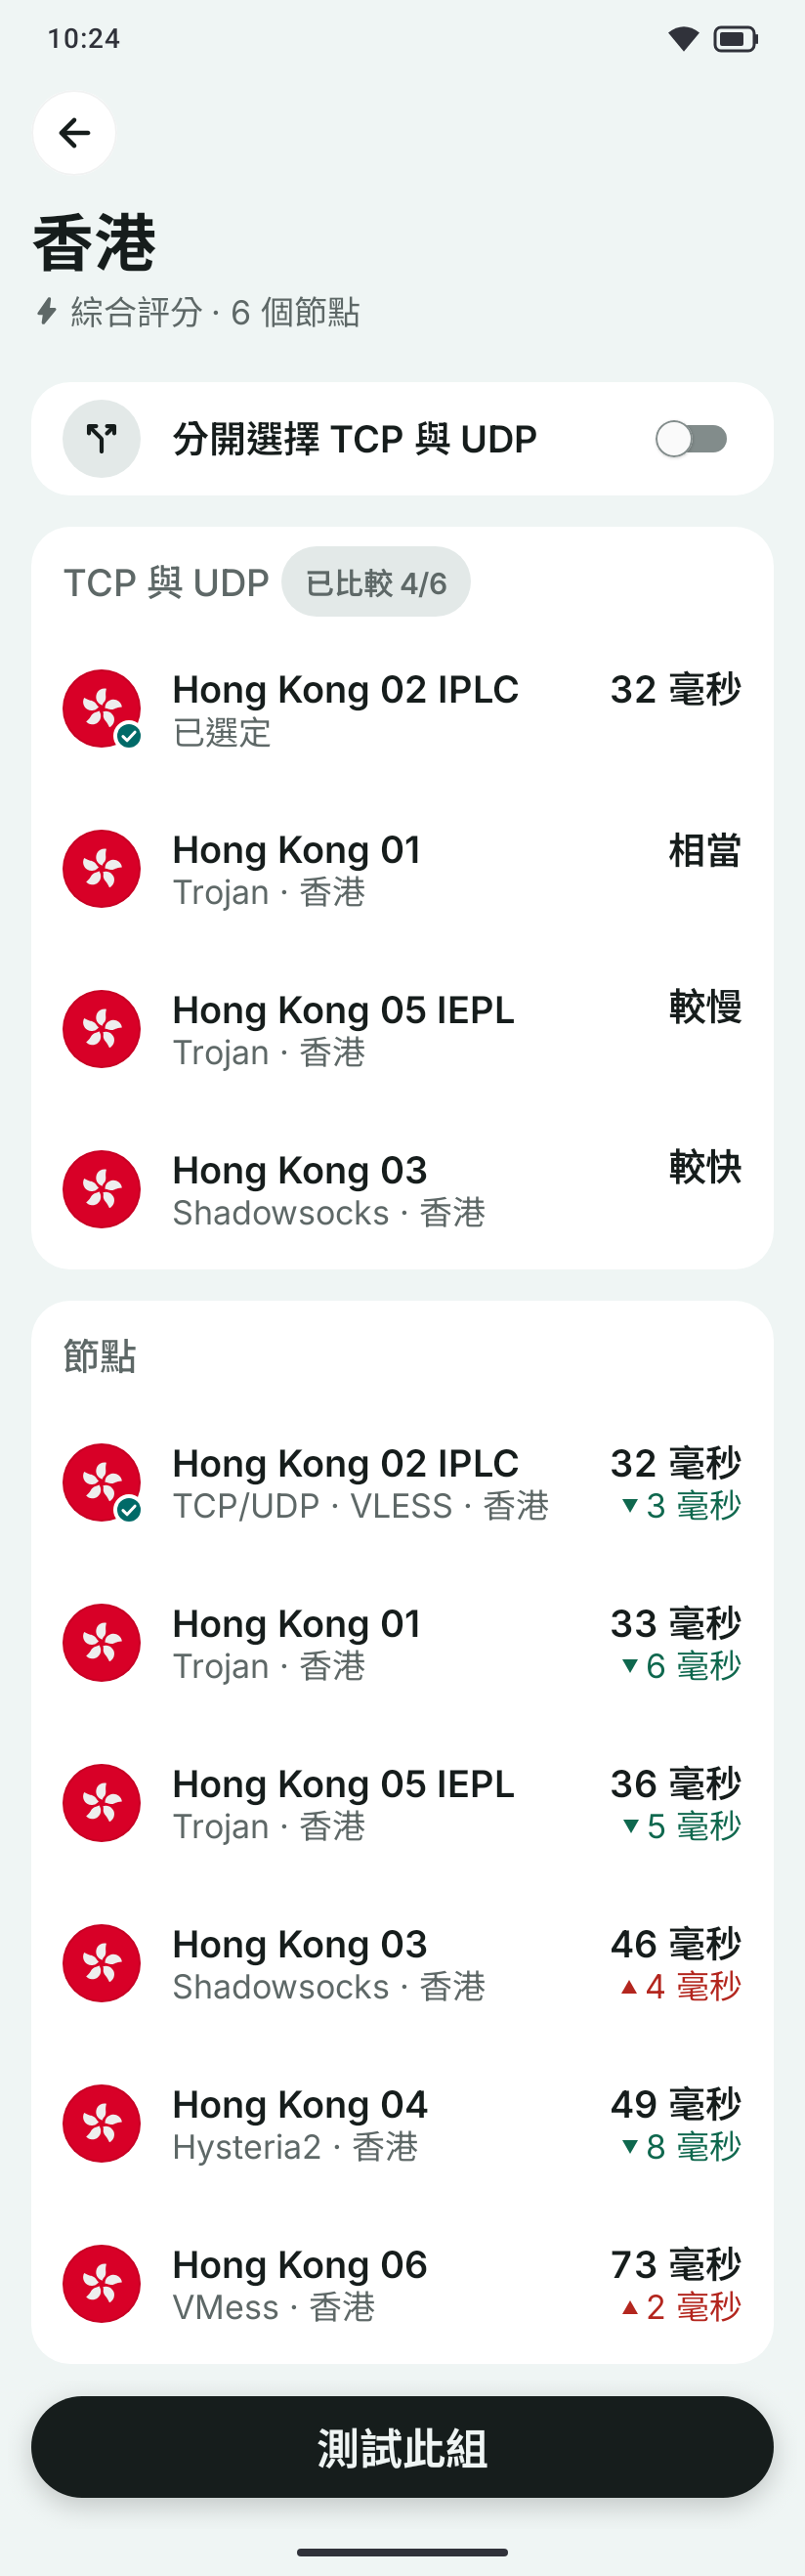 10:24
香港
綜合評分 · 6 個節點
分開選擇 TCP 與 UDP
TCP 與 UDP 已比較 4/6
Hong Kong 02 IPLC 32 毫秒
已選定
Hong Kong 01 相當
Trojan · 香港
Hong Kong 05 IEPL 較慢
Trojan · 香港
Hong Kong 03 較快
Shadowsocks · 香港
節點
Hong Kong 02 IPLC 32 毫秒
TCP/UDP · VLESS · 香港 ▼ 3 毫秒
Hong Kong 01 33 毫秒
Trojan · 香港 ▼ 6 毫秒
Hong Kong 05 IEPL 36 毫秒
Trojan · 香港 ▼ 5 毫秒
Hong Kong 03 46 毫秒
Shadowsocks · 香港 ▲ 4 毫秒
Hong Kong 04 49 毫秒
Hysteria2 · 香港 ▼ 8 毫秒
Hong Kong 06 73 毫秒
VMess · 香港 ▲ 2 毫秒
測試此組